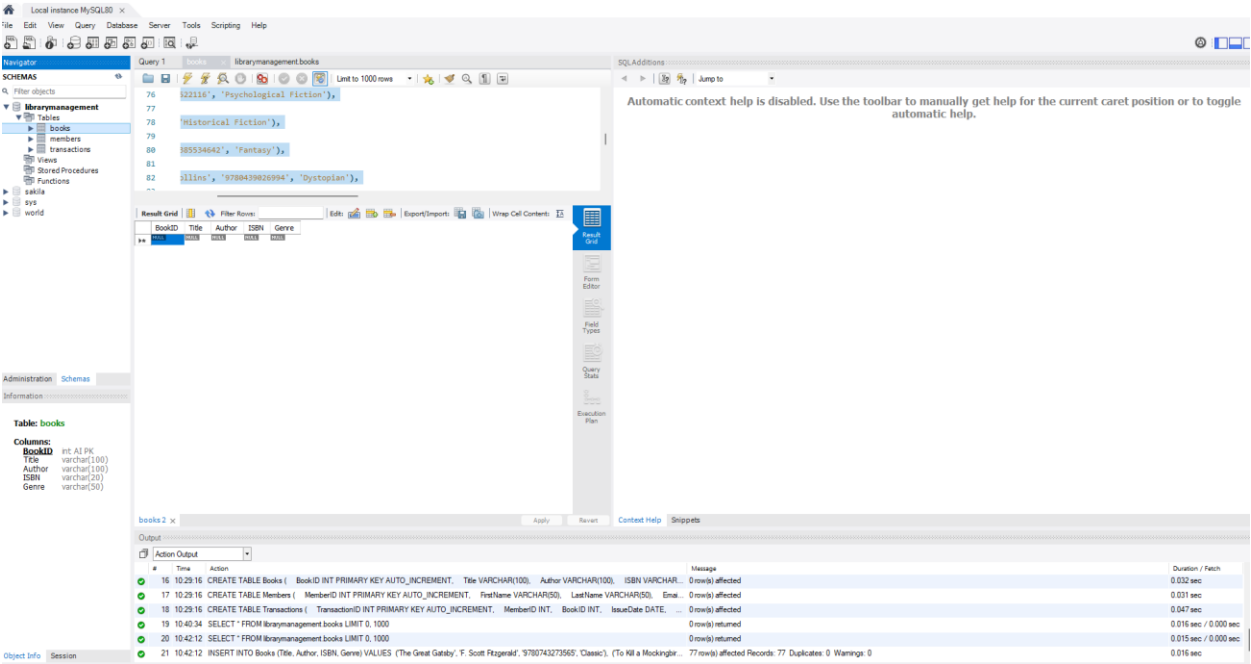 Local instance MySQL80 ×
File Edit View Query Database Server Tools Scripting Help
Navigator
SCHEMAS
Filter objects
librarymanagement
Tables
books
members
transactions
Views
Stored Procedures
Functions
sakila
sys
world
Administration Schemas
Information
Table: books
Columns:
BookID int AI PK
Title varchar(100)
Author varchar(100)
ISBN varchar(20)
Genre varchar(50)
Object Info Session
Query 1 books × librarymanagement.books
Limit to 1000 rows
76 522116', 'Psychological Fiction'),
77
78 'Historical Fiction'),
79
80 385534642', 'Fantasy'),
81
82 ollins', '9780439026994', 'Dystopian'),
Result Grid Filter Rows: Edit: Export/Import: Wrap Cell Content:
BookID Title Author ISBN Genre
NULL NULL NULL NULL NULL
Result Grid
Form Editor
Field Types
Query Stats
Execution Plan
books 2 × Apply Revert
SQLAdditions
Jump to
Automatic context help is disabled. Use the toolbar to manually get help for the current caret position or to toggle
automatic help.
Context Help Snippets
Output
Action Output
# Time Action Message Duration / Fetch
16 10:29:16 CREATE TABLE Books ( BookID INT PRIMARY KEY AUTO_INCREMENT, Title VARCHAR(100), Author VARCHAR(100), ISBN VARCHAR... 0 row(s) affected 0.032 sec
17 10:29:16 CREATE TABLE Members ( MemberID INT PRIMARY KEY AUTO_INCREMENT, FirstName VARCHAR(50), LastName VARCHAR(50), Emai... 0 row(s) affected 0.031 sec
18 10:29:16 CREATE TABLE Transactions ( TransactionID INT PRIMARY KEY AUTO_INCREMENT, MemberID INT, BookID INT, IssueDate DATE, ... 0 row(s) affected 0.047 sec
19 10:40:34 SELECT * FROM librarymanagement.books LIMIT 0, 1000 0 row(s) returned 0.016 sec / 0.000 sec
20 10:42:12 SELECT * FROM librarymanagement.books LIMIT 0, 1000 0 row(s) returned 0.015 sec / 0.000 sec
21 10:42:12 INSERT INTO Books (Title, Author, ISBN, Genre) VALUES ('The Great Gatsby', 'F. Scott Fitzgerald', '9780743273565', 'Classic'), ('To Kill a Mockingbir... 77 row(s) affected Records: 77 Duplicates: 0 Warnings: 0 0.016 sec